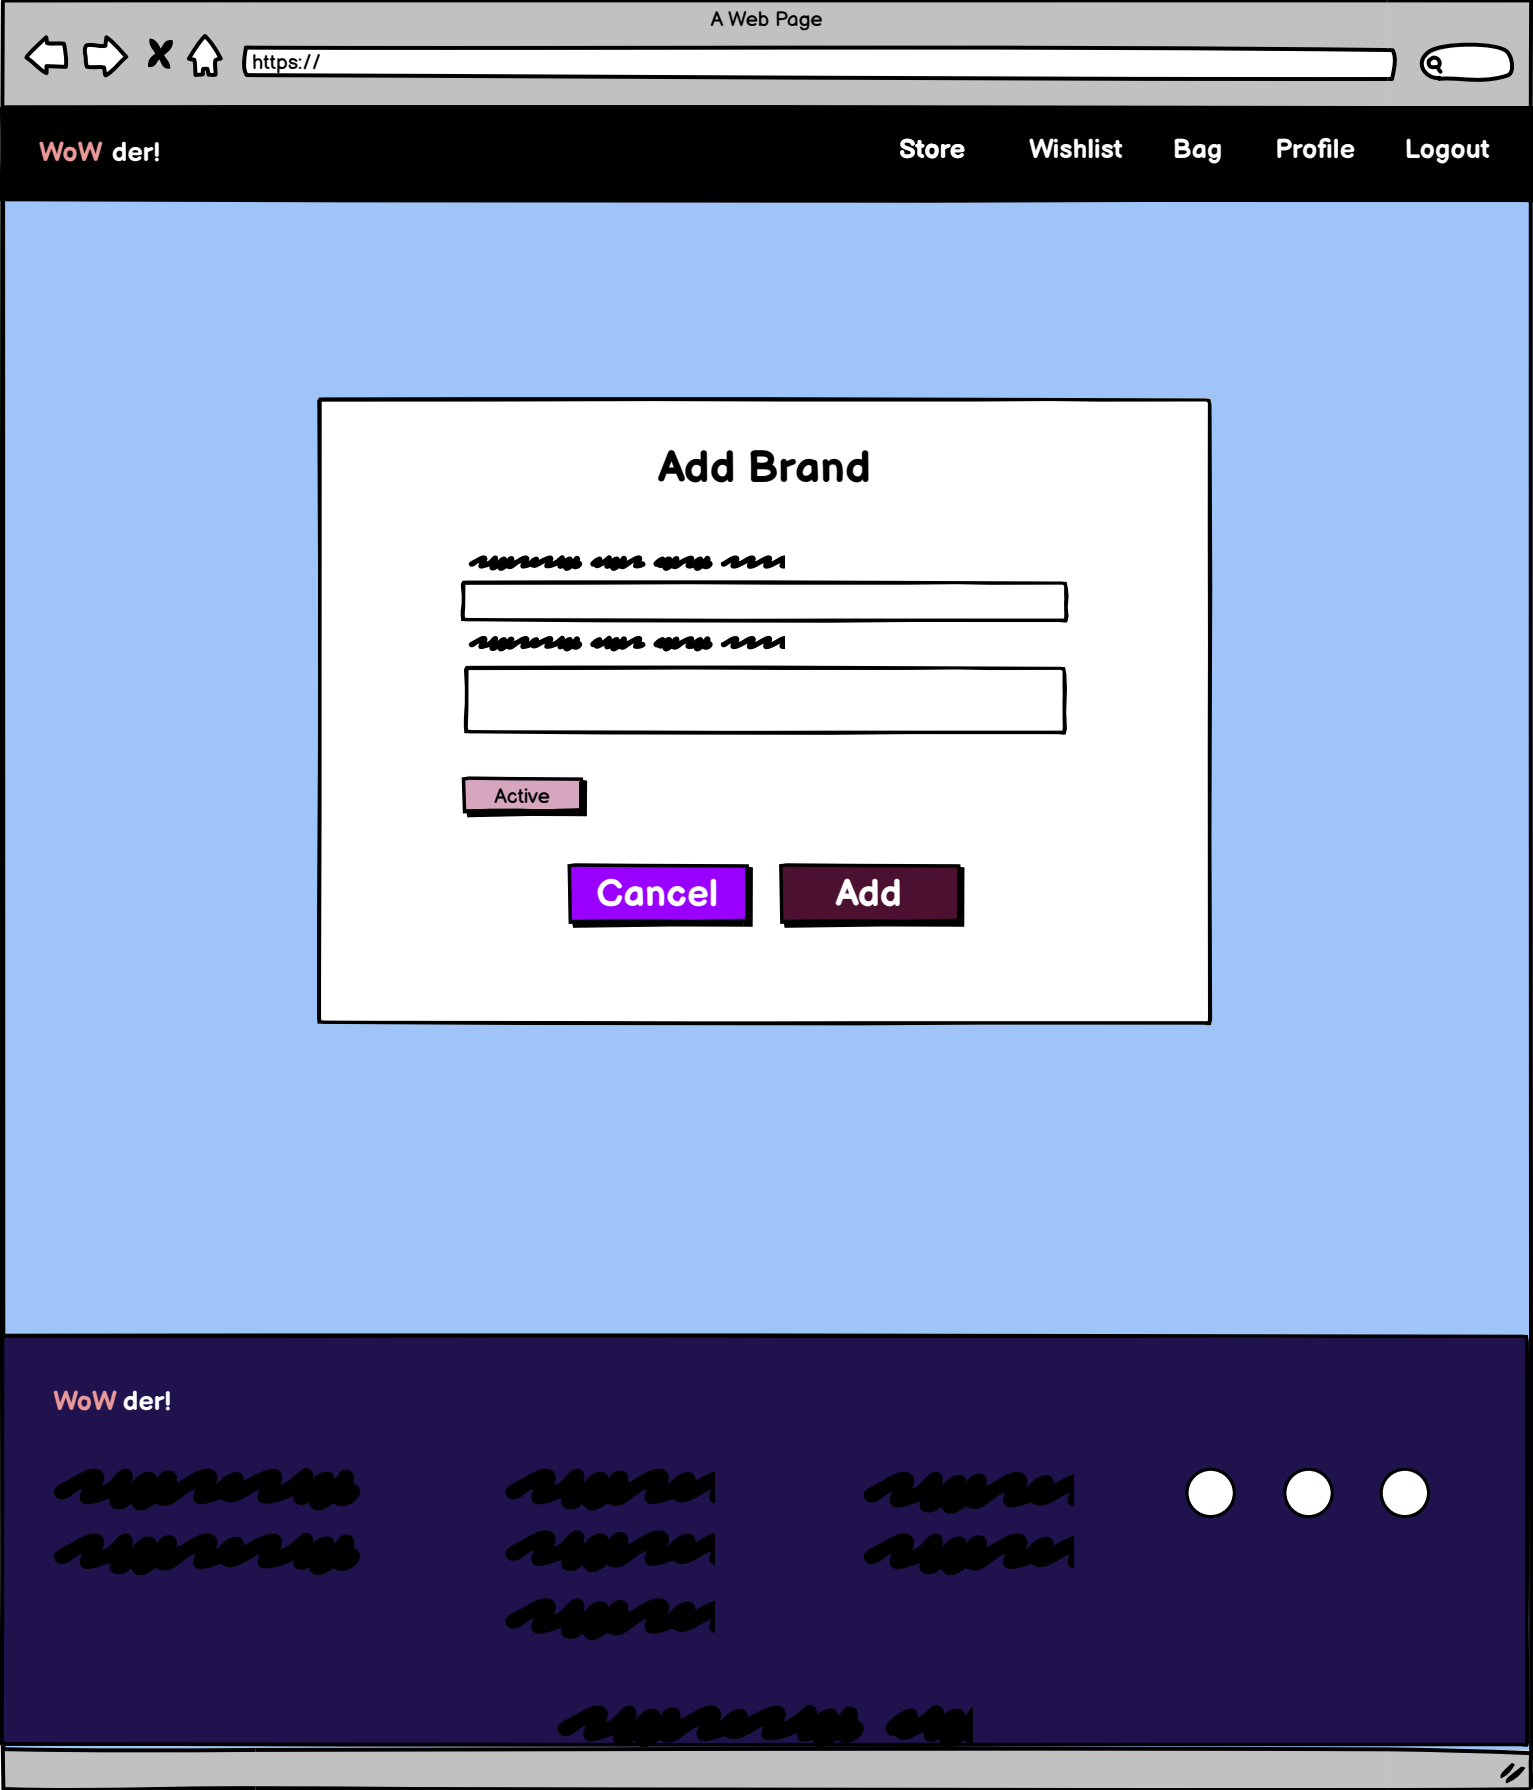 A Web Page
https://
WoW der!
Store Wishlist Bag Profile Logout
Add Brand
Active
Cancel Add
WoW der!